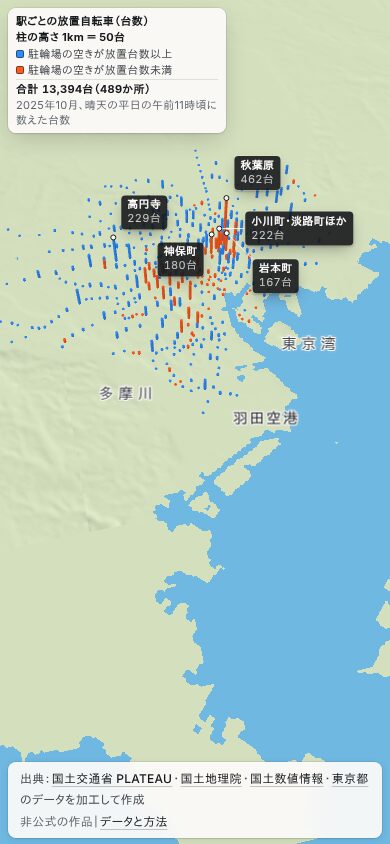 駅ごとの放置自転車（台数）
柱の高さ1km＝50台
駐輪場の空きが放置台数以上
駐輪場の空きが放置台数未満
合計 13,394台（489か所）
2025年10月、晴天の平日の午前11時頃に
数えた台数
秋葉原
462台
高円寺
229台
小川町・淡路町ほか
222台
神保町
180台
岩本町
167台
東京湾
多摩川
羽田空港
出典：国土交通省 PLATEAU・国土地理院・国土数値情報・東京都
のデータを加工して作成
非公式の作品|データと方法